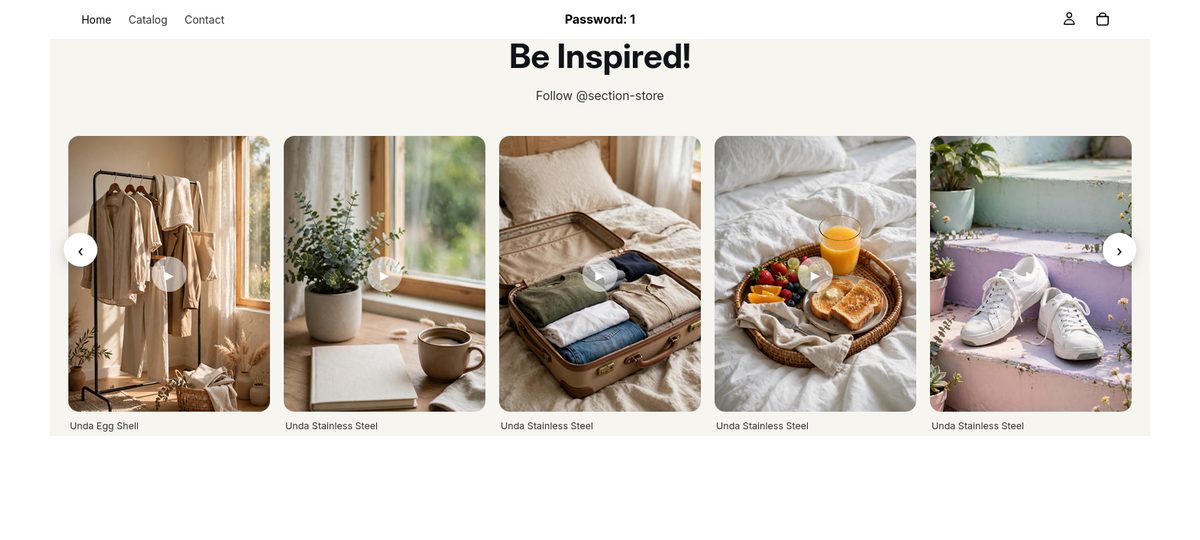 Home Catalog Contact Password: 1
Be Inspired!
Follow @section-store
Unda Egg Shell
Unda Stainless Steel
Unda Stainless Steel
Unda Stainless Steel
Unda Stainless Steel